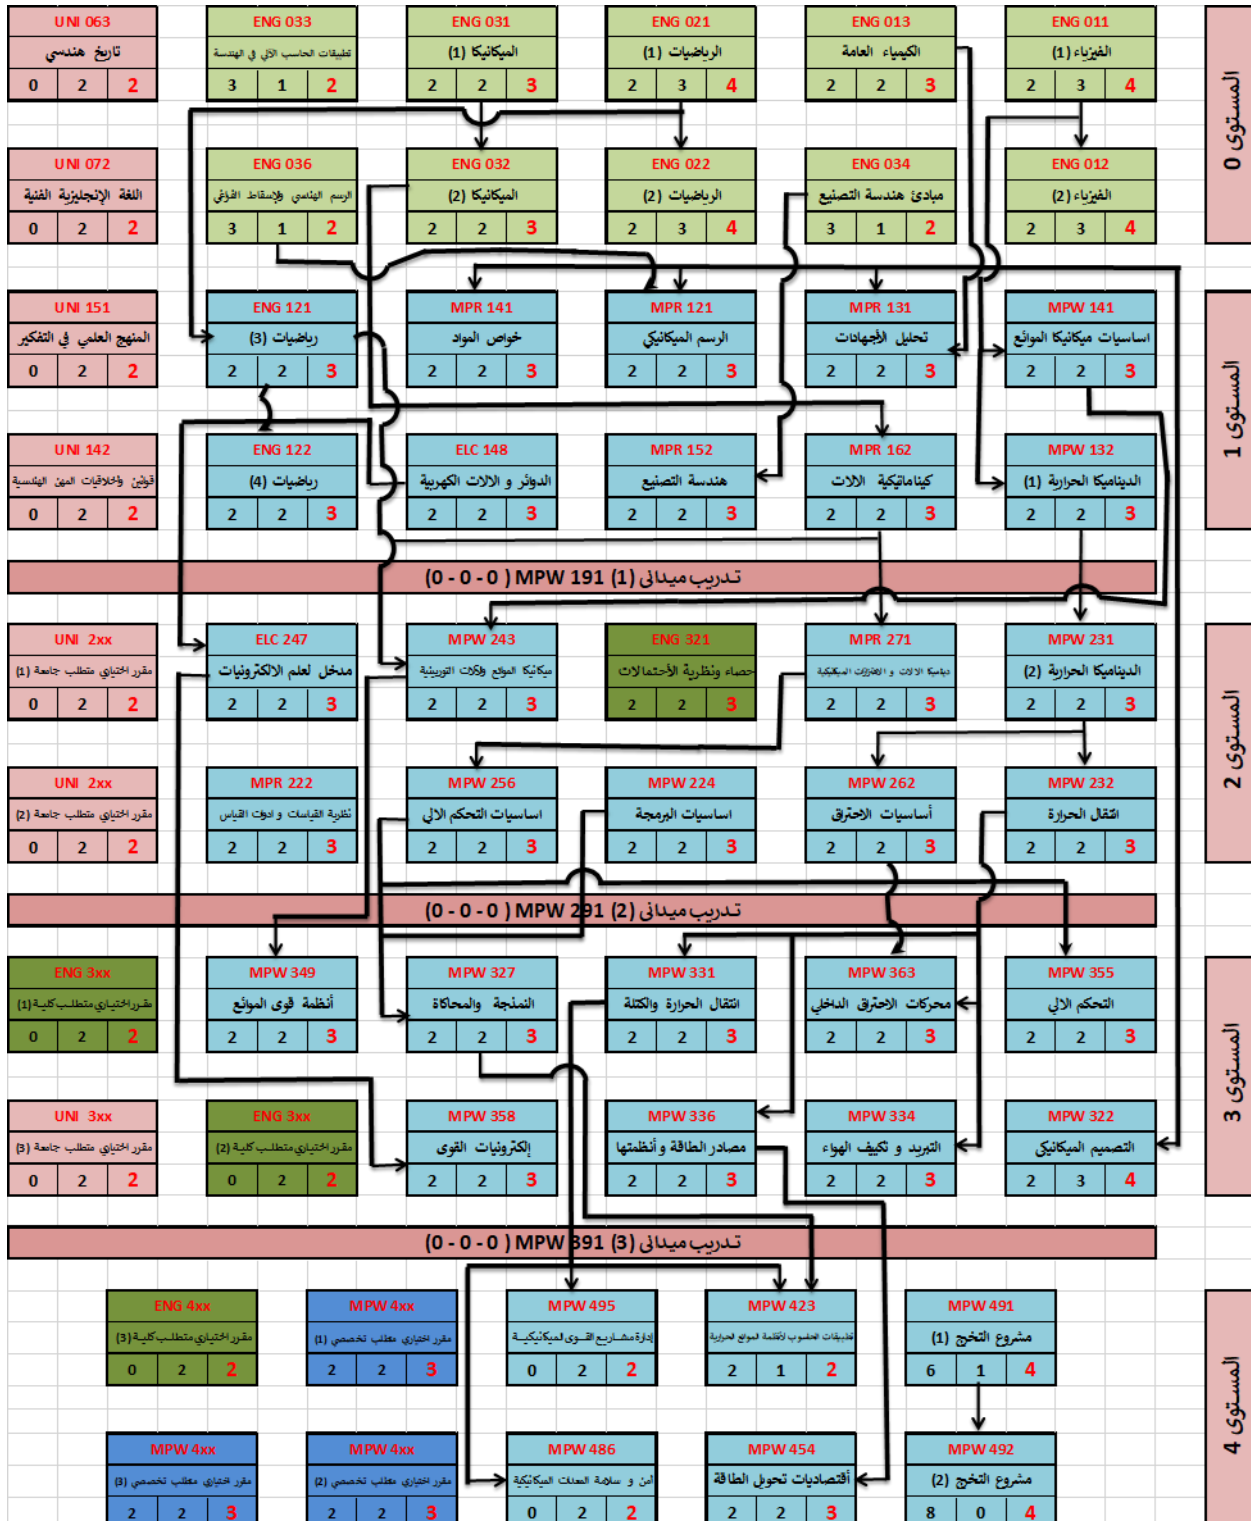 UNI 063
ENG 033
ENG 031
ENG 021
ENG 013
ENG 011
تاريخ هندسي
تطبيقات الحاسب الآلي في الهندسة
الميكانيكا (1)
الرياضيات (1)
الكيمياء العامة
الفيزياء (1)
0 2 2
3 1 2
2 2 3
2 3 4
2 2 3
2 3 4
المستوى 0
UNI 072
ENG 036
ENG 032
ENG 022
ENG 034
ENG 012
اللغة الإنجليزية الفنية
الرسم الهندسي والإسقاط الفراغي
الميكانيكا (2)
الرياضيات (2)
مبادئ هندسة التصنيع
الفيزياء (2)
0 2 2
3 1 2
2 2 3
2 3 4
3 1 2
2 3 4
UNI 151
ENG 121
MPR 141
MPR 121
MPR 131
MPW 141
المنهج العلمي في التفكير
رياضيات (3)
خواص المواد
الرسم الميكانيكي
تحليل الأجهادات
اساسيات ميكانيكا الموائع
0 2 2
2 2 3
2 2 3
2 2 3
2 2 3
2 2 3
المستوى 1
UNI 142
ENG 122
ELC 148
MPR 152
MPR 162
MPW 132
قوانين وأخلاقيات المهن الهندسية
رياضيات (4)
الدوائر و الالات الكهربية
هندسة التصنيع
كينماتيكية الالات
الديناميكا الحرارية (1)
0 2 2
2 2 3
2 2 3
2 2 3
2 2 3
2 2 3
تدريب ميدانى (1) MPW 191 (0 - 0 - 0)
UNI 2xx
ELC 247
MPW 243
ENG 321
MPR 271
MPW 231
مقرر اختياري متطلب جامعة (1)
مدخل لعلم الالكترونيات
ميكانيكا الموائع والآلات التوربينية
حصاء ونظرية الأحتمالات
ديناميكا الالات و الاهتزازات الميكانيكية
الديناميكا الحرارية (2)
0 2 2
2 2 3
2 2 3
2 2 3
2 2 3
2 2 3
المستوى 2
UNI 2xx
MPR 222
MPW 256
MPW 224
MPW 262
MPW 232
مقرر اختياري متطلب جامعة (2)
نظرية القياسات و ادوات القياس
اساسيات التحكم الالي
اساسيات البرمجة
أساسيات الاحتراق
انتقال الحرارة
0 2 2
2 2 3
2 2 3
2 2 3
2 2 3
2 2 3
تدريب ميدانى (2) MPW 291 (0 - 0 - 0)
ENG 3xx
MPW 349
MPW 327
MPW 331
MPW 363
MPW 355
مقرر اختياري متطلب كلية (1)
أنظمة قوى الموائع
النمذجة والمحاكاة
انتقال الحرارة والكتلة
محركات الاحتراق الداخلي
التحكم الالي
0 2 2
2 2 3
2 2 3
2 2 3
2 2 3
2 2 3
المستوى 3
UNI 3xx
ENG 3xx
MPW 358
MPW 336
MPW 334
MPW 322
مقرر اختياري متطلب جامعة (3)
مقرر اختياري متطلب كلية (2)
إلكترونيات القوى
مصادر الطاقة و أنظمتها
التبريد و تكييف الهواء
التصميم الميكانيكى
0 2 2
0 2 2
2 2 3
2 2 3
2 2 3
2 3 4
تدريب ميدانى (3) MPW 391 (0 - 0 - 0)
ENG 4xx
MPW 4xx
MPW 495
MPW 423
MPW 491
مقرر اختياري متطلب كلية (3)
مقرر اختياري متطلب تخصصي (1)
إدارة مشاريع القوى الميكانيكية
تطبيقات الحاسوب لأنظمة الموائع الحرارية
مشروع التخرج (1)
0 2 2
2 2 3
0 2 2
2 1 2
6 1 4
المستوى 4
MPW 4xx
MPW 4xx
MPW 486
MPW 454
MPW 492
مقرر اختياري متطلب تخصصي (3)
مقرر اختياري متطلب تخصصي (2)
أمن و سلامة المعدات الميكانيكية
أقتصاديات تحويل الطاقة
مشروع التخرج (2)
2 2 3
2 2 3
0 2 2
2 2 3
8 0 4